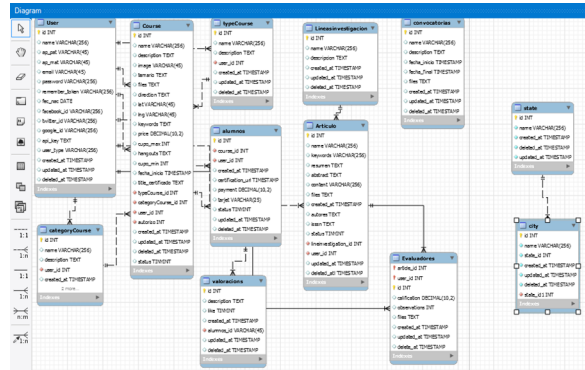 Diagram
User
id INT
name VARCHAR(256)
ap_pat VARCHAR(45)
ap_mat VARCHAR(45)
email VARCHAR(45)
password VARCHAR(256)
remember_token VARCHAR(256)
fec_nac DATE
facebook_id VARCHAR(256)
twitter_id VARCHAR(256)
google_id VARCHAR(256)
api_key TEXT
user_type VARCHAR(256)
created_at TIMESTAMP
updated_at TIMESTAMP
deleted_at TIMESTAMP
Indexes
Course
id INT
name VARCHAR(256)
description TEXT
image VARCHAR(45)
temario TEXT
files TEXT
direction TEXT
lat VARCHAR(45)
lng VARCHAR(45)
keywords TEXT
price DECIMAL(10,2)
cupo_max INT
hangouts TEXT
cupo_min INT
fecha_inicio TIMESTAMP
title_certificado TEXT
typeCourse_id INT
categoryCourse_id INT
user_id INT
autorizo INT
created_at TIMESTAMP
updated_at TIMESTAMP
deleted_at TIMESTAMP
status TINYINT
Indexes
typeCourse
id INT
name VARCHAR(256)
description TEXT
user_id INT
created_at TIMESTAMP
updated_at TIMESTAMP
deleted_at TIMESTAMP
Indexes
Lineasinvestigacion
id INT
name VARCHAR(256)
description TEXT
created_at TIMESTAMP
updated_at TIMESTAMP
deleted_at TIMESTAMP
Indexes
convocatorias
id INT
name VARCHAR(256)
description TEXT
fecha_inicio TIMESTAMP
fecha_final TIMESTAMP
files TEXT
created_at TIMESTAMP
updated_at TIMESTAMP
deleted_at TIMESTAMP
Indexes
state
id INT
name VARCHAR(256)
created_at TIMESTAMP
updated_at TIMESTAMP
deleted_at TIMESTAMP
Indexes
alumnos
id INT
course_id INT
user_id INT
created_at TIMESTAMP
certification_url TIMESTAMP
payment DECIMAL(10,2)
target VARCHAR(25)
status TINYINT
updated_at TIMESTAMP
deleted_at TIMESTAMP
Indexes
Articulo
id INT
name VARCHAR(256)
keywords VARCHAR(256)
resumen TEXT
abstract TEXT
content VARCHAR(256)
files TEXT
created_at TIMESTAMP
autores TEXT
issn TEXT
status TINYINT
lineainvestigacion_id INT
user_id INT
updated_at TIMESTAMP
deleted_at TIMESTAMP
Indexes
categoryCourse
id INT
name VARCHAR(256)
description TEXT
user_id INT
created_at TIMESTAMP
2 more...
Indexes
city
id INT
name VARCHAR(256)
state_id INT
created_at TIMESTAMP
updated_at TIMESTAMP
deleted_at TIMESTAMP
state_id1 INT
Indexes
valoracions
id INT
description TEXT
like TINYINT
created_at TIMESTAMP
alumnos_id VARCHAR(45)
updated_at TIMESTAMP
deleted_at TIMESTAMP
Indexes
Evaluadores
article_id INT
user_id INT
id INT
calification DECIMAL(10,2)
observations INT
files TEXT
created_at TIMESTAMP
updated_at TIMESTAMP
delete_at TIMESTAMP
Indexes
1:1
1:n
1:1
1:n
n:m
1:n